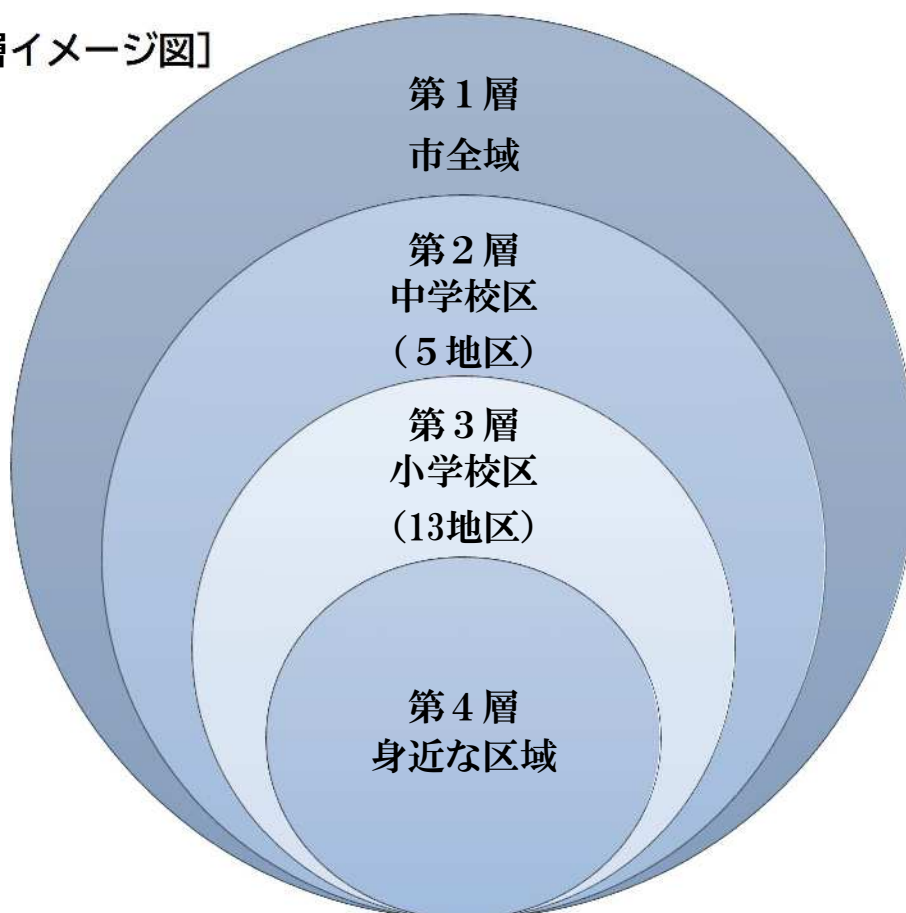 層イメージ図]
第1層
市全域
第2層
中学校区
(5地区)
第3層
小学校区
(13地区)
第4層
身近な区域